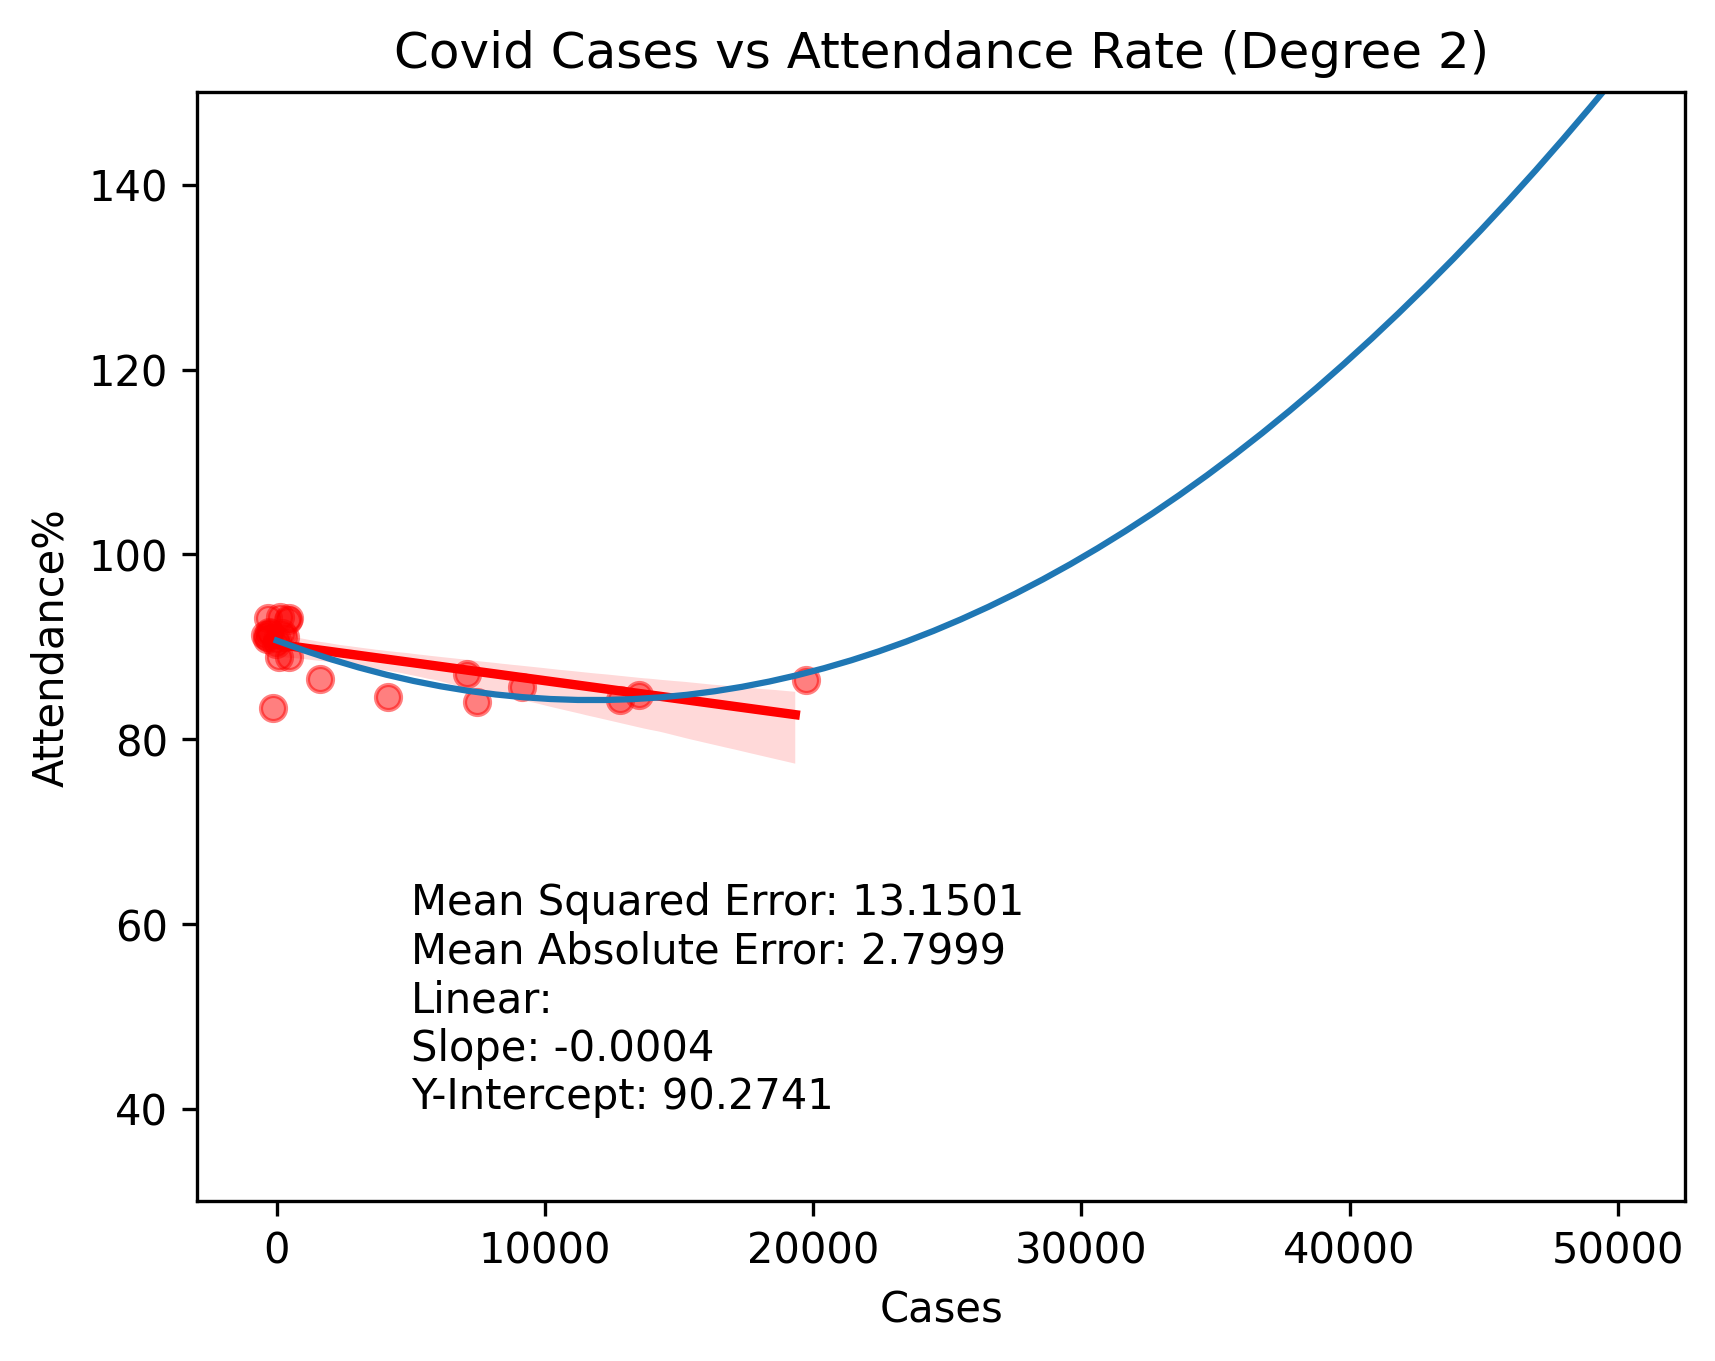 Covid Cases vs Attendance Rate (Degree 2)
140
120
100
80
60
40
Attendance%
Mean Squared Error: 13.1501
Mean Absolute Error: 2.7999
Linear:
Slope: -0.0004
Y-Intercept: 90.2741
0 10000 20000 30000 40000 50000
Cases